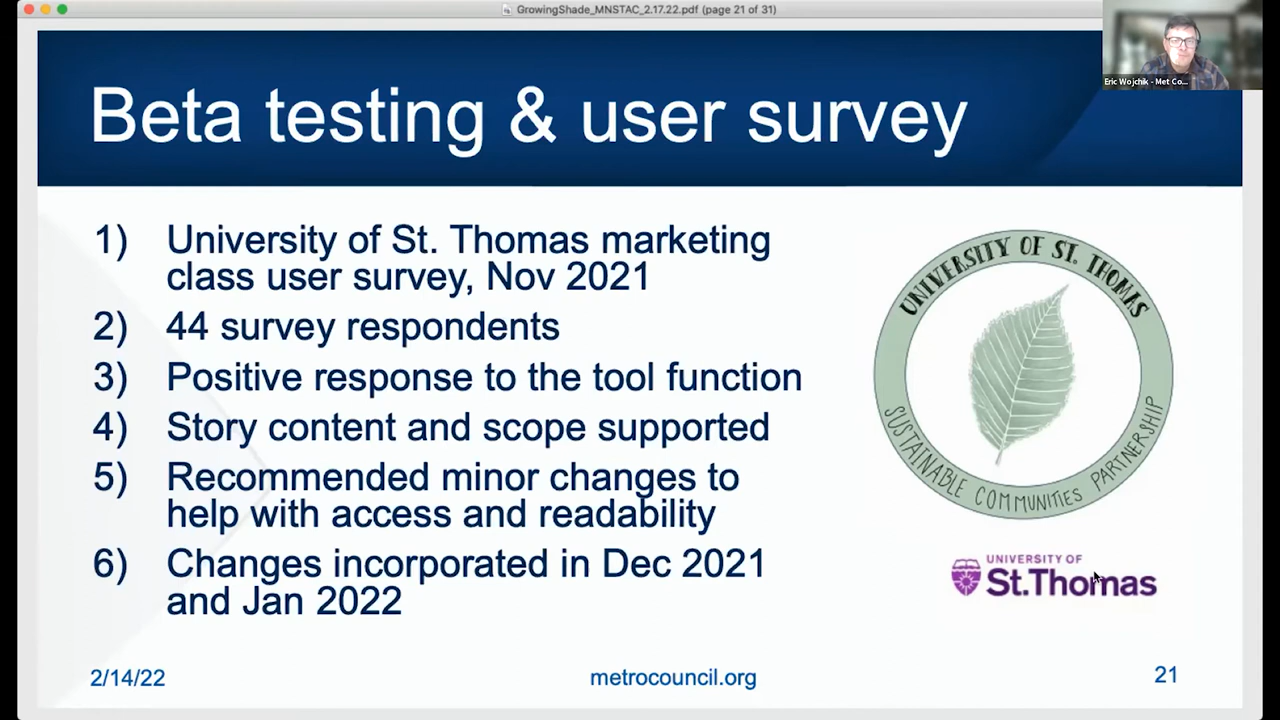 GrowingShade_MNSTAC_2.17.22.pdf (page 21 of 31)
Eric Wojchik - Met Co...
Beta testing & user survey
1) University of St. Thomas marketing
class user survey, Nov 2021
2) 44 survey respondents
3) Positive response to the tool function
4) Story content and scope supported
5) Recommended minor changes to
help with access and readability
6) Changes incorporated in Dec 2021
and Jan 2022
UNIVERSITY OF ST. THOMAS
SUSTAINABLE COMMUNITIES PARTNERSHIP
UNIVERSITY OF
St.Thomas
2/14/22
metrocouncil.org
21